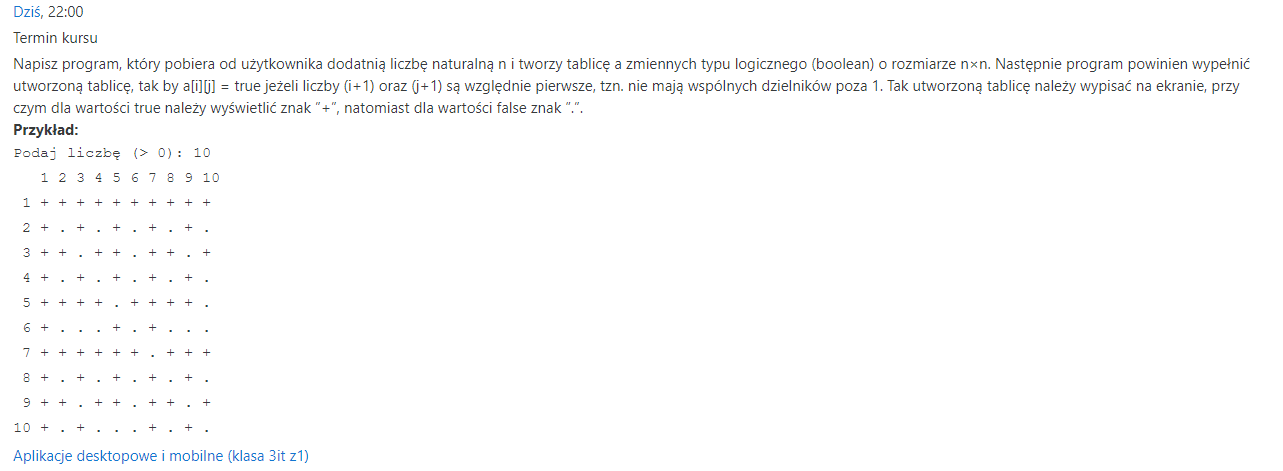 Dziś, 22:00
Termin kursu
Napisz program, który pobiera od użytkownika dodatnią liczbę naturalną n i tworzy tablicę a zmiennych typu logicznego (boolean) o rozmiarze n×n. Następnie program powinien wypełnić
utworzoną tablicę, tak by a[i][j] = true jeżeli liczby (i+1) oraz (j+1) są względnie pierwsze, tzn. nie mają wspólnych dzielników poza 1. Tak utworzoną tablicę należy wypisać na ekranie, przy
czym dla wartości true należy wyświetlić znak "+", natomiast dla wartości false znak ".".
Przykład:
Podaj liczbę (> 0): 10
   1 2 3 4 5 6 7 8 9 10
 1 + + + + + + + + + +
 2 + . + . + . + . + .
 3 + + . + + . + + . +
 4 + . + . + . + . + .
 5 + + + + . + + + + .
 6 + . . . + . + . . .
 7 + + + + + + . + + +
 8 + . + . + . + . + .
 9 + + . + + . + + . +
10 + . + . . . + . + .
Aplikacje desktopowe i mobilne (klasa 3it z1)